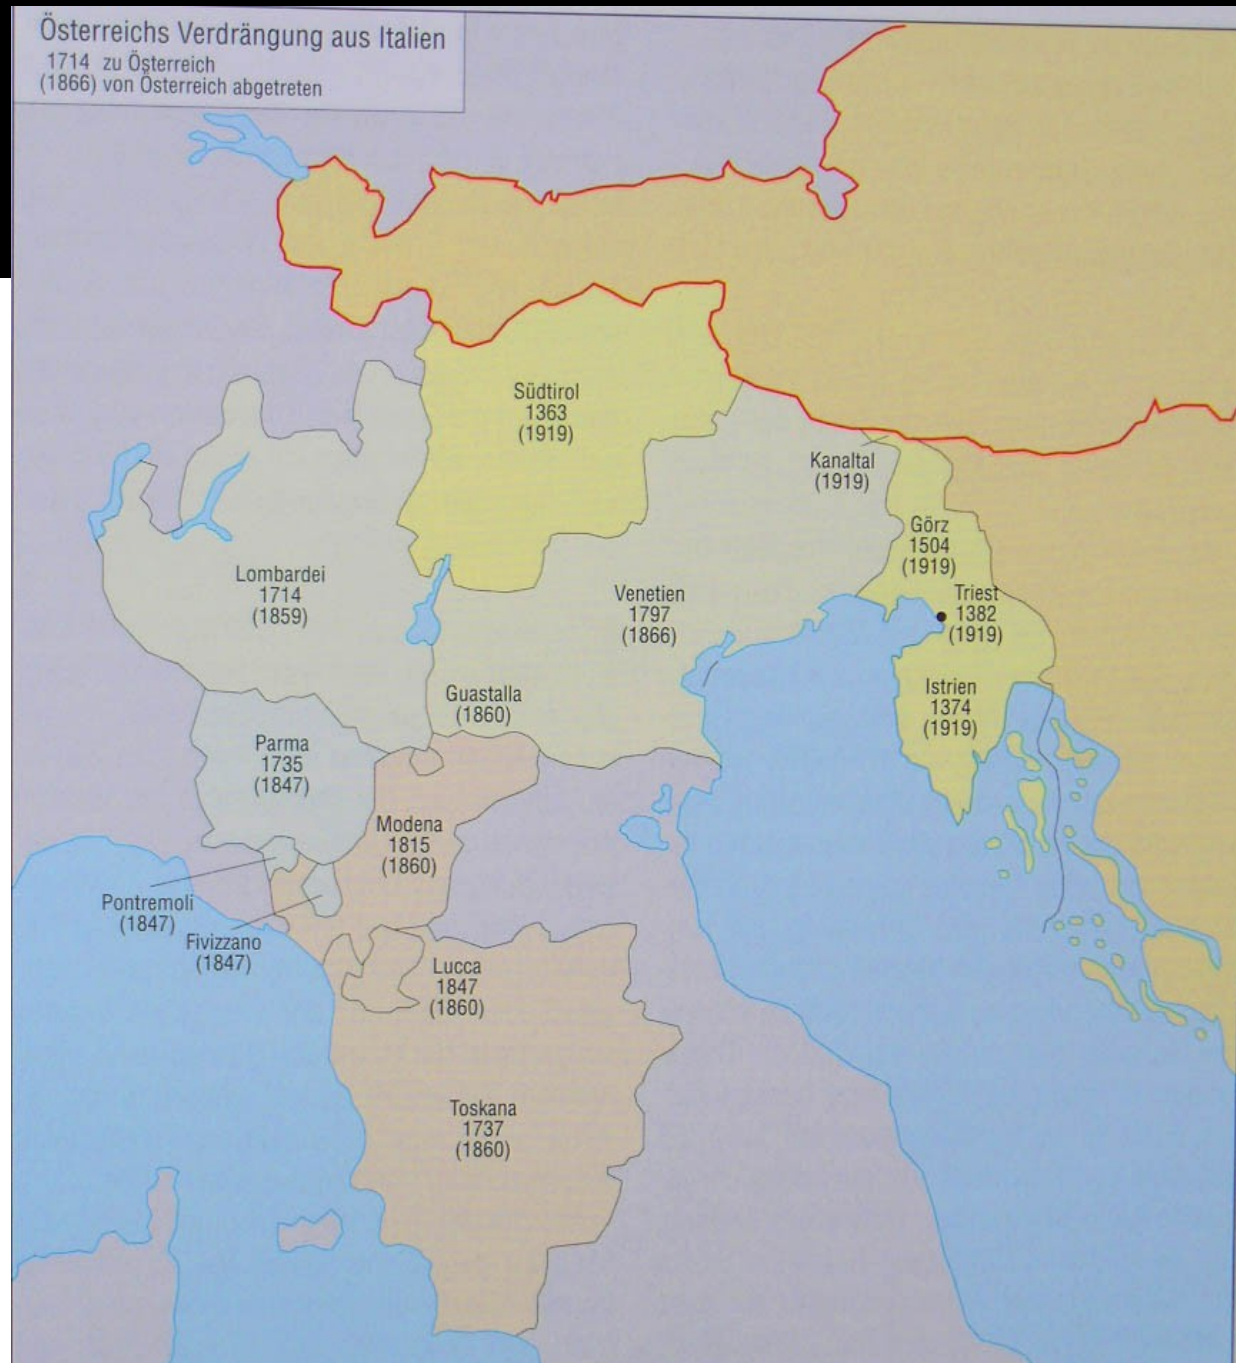 Österreichs Verdrängung aus Italien
1714 zu Österreich
(1866) von Österreich abgetreten
Südtirol
1363
(1919)
Kanaltal
(1919)
Görz
1504
(1919)
Lombardei
1714
(1859)
Venetien
1797
(1866)
Triest
1382
(1919)
Guastalla
(1860)
Istrien
1374
(1919)
Parma
1735
(1847)
Modena
1815
(1860)
Pontremoli
(1847)
Fivizzano
(1847)
Lucca
1847
(1860)
Toskana
1737
(1860)